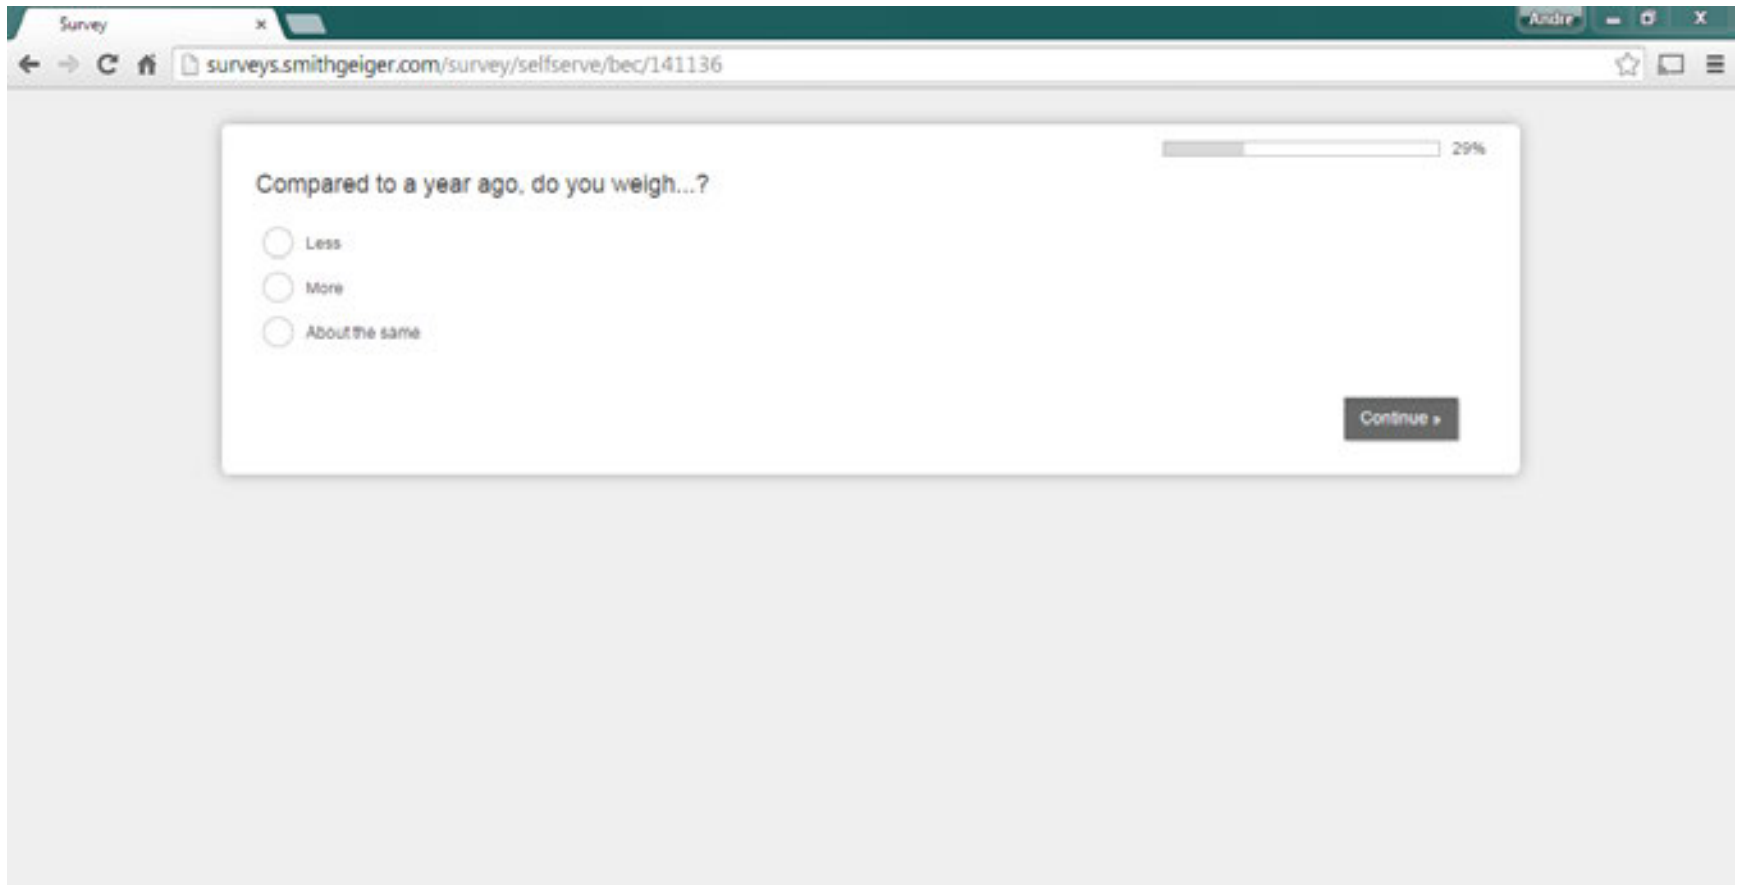 Survey
Andre
surveys.smithgeiger.com/survey/selfserve/bec/141136
29%
Compared to a year ago, do you weigh...?
Less
More
About the same
Continue »